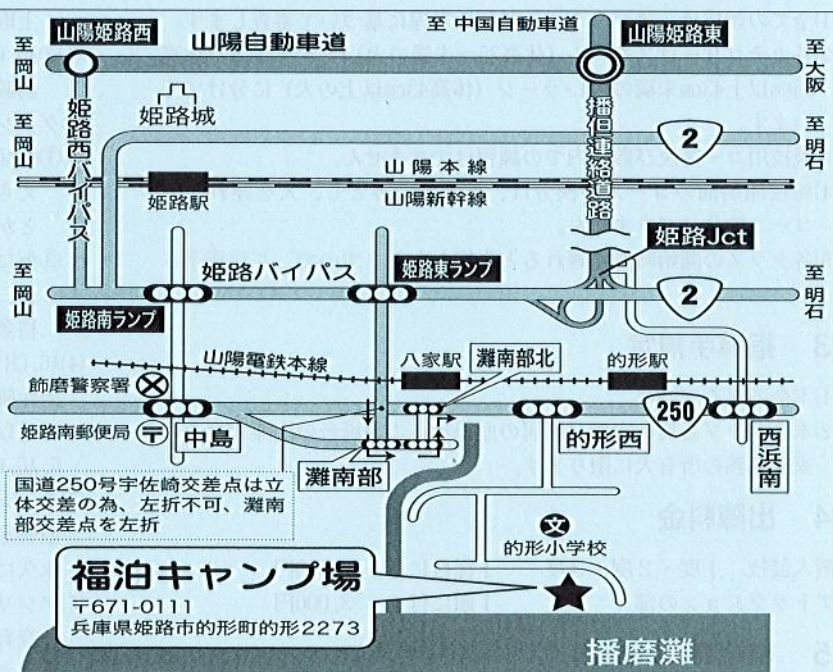 山陽姫路西
山陽自動車道
至 中国自動車道
山陽姫路東
至岡山
至大阪
姫路城
姫路西バイパス
播但連絡道路
至岡山
2
至明石
山陽本線
姫路駅
山陽新幹線
姫路Jct
至岡山
姫路バイパス
姫路東ランプ
2
至明石
姫路南ランプ
山陽電鉄本線
八家駅
灘南部北
的形駅
飾磨警察署
250
姫路南郵便局
〒
中島
的形西
西浜南
灘南部
国道250号宇佐崎交差点は立
体交差の為、左折不可、灘南
部交差点を左折
文
的形小学校
福泊キャンプ場
〒671-0111
兵庫県姫路市的形町的形2273
播磨灘